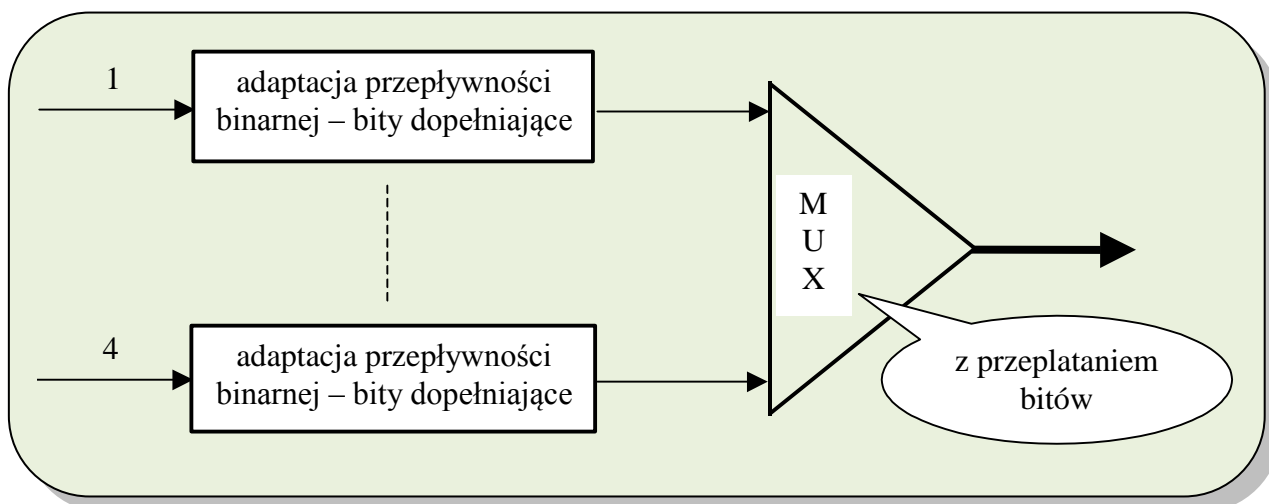 1
adaptacja przepływności
binarnej – bity dopełniające
M
U
X
4
adaptacja przepływności
binarnej – bity dopełniające
z przeplataniem
bitów